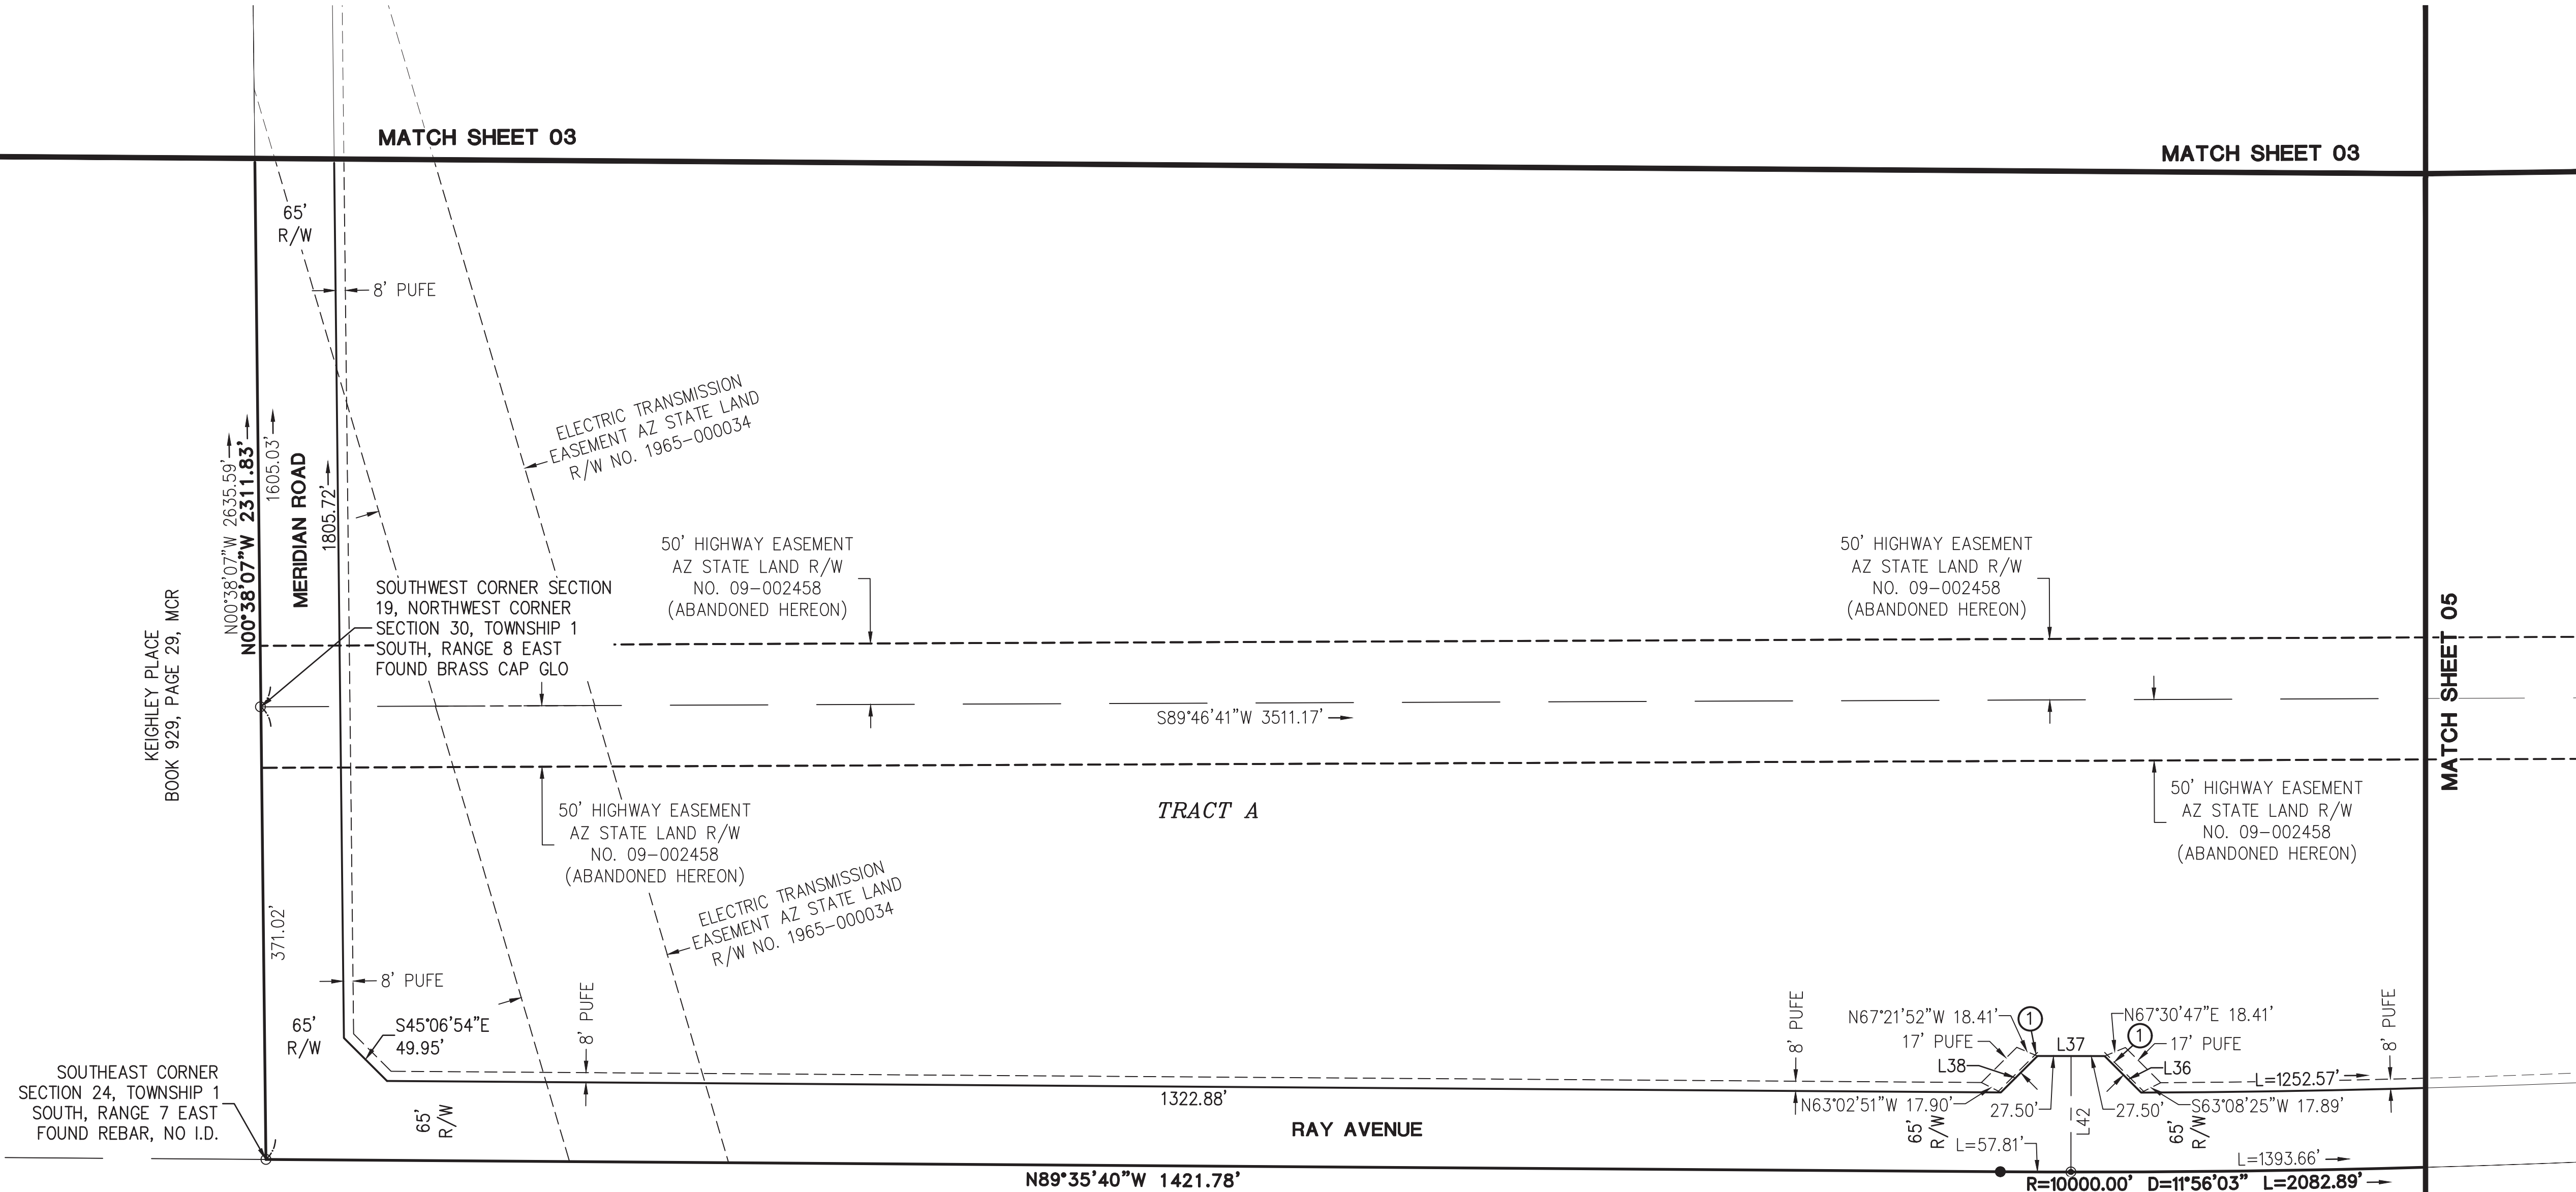 MATCH SHEET 03
MATCH SHEET 03
65'
R/W
8' PUFE
ELECTRIC TRANSMISSION
EASEMENT AZ STATE LAND
R/W NO. 1965-000034
N00°38'07"W 2635.59'
N00°38'07"W 2311.83'
1605.03'
MERIDIAN ROAD
1805.72'
50' HIGHWAY EASEMENT
AZ STATE LAND R/W
NO. 09-002458
(ABANDONED HEREON)
50' HIGHWAY EASEMENT
AZ STATE LAND R/W
NO. 09-002458
(ABANDONED HEREON)
SOUTHWEST CORNER SECTION
19, NORTHWEST CORNER
SECTION 30, TOWNSHIP 1
SOUTH, RANGE 8 EAST
FOUND BRASS CAP GLO
KEIGHLEY PLACE
BOOK 929, PAGE 29, MCR
MATCH SHEET 05
S89°46'41"W 3511.17'
TRACT A
50' HIGHWAY EASEMENT
AZ STATE LAND R/W
NO. 09-002458
(ABANDONED HEREON)
50' HIGHWAY EASEMENT
AZ STATE LAND R/W
NO. 09-002458
(ABANDONED HEREON)
ELECTRIC TRANSMISSION
EASEMENT AZ STATE LAND
R/W NO. 1965-000034
371.02'
8' PUFE
65'
R/W
S45°06'54"E
49.95'
8' PUFE
8' PUFE
N67°21'52"W 18.41'
1
17' PUFE
L38
L37
N67°30'47"E 18.41'
1
17' PUFE
L36
8' PUFE
L=1252.57'
SOUTHEAST CORNER
SECTION 24, TOWNSHIP 1
SOUTH, RANGE 7 EAST
FOUND REBAR, NO I.D.
65'
R/W
1322.88'
RAY AVENUE
N63°02'51"W 17.90'
27.50'
27.50'
S63°08'25"W 17.89'
65'
R/W
L42
65'
R/W
L=57.81'
L=1393.66'
N89°35'40"W 1421.78'
R=10000.00' D=11°56'03" L=2082.89'